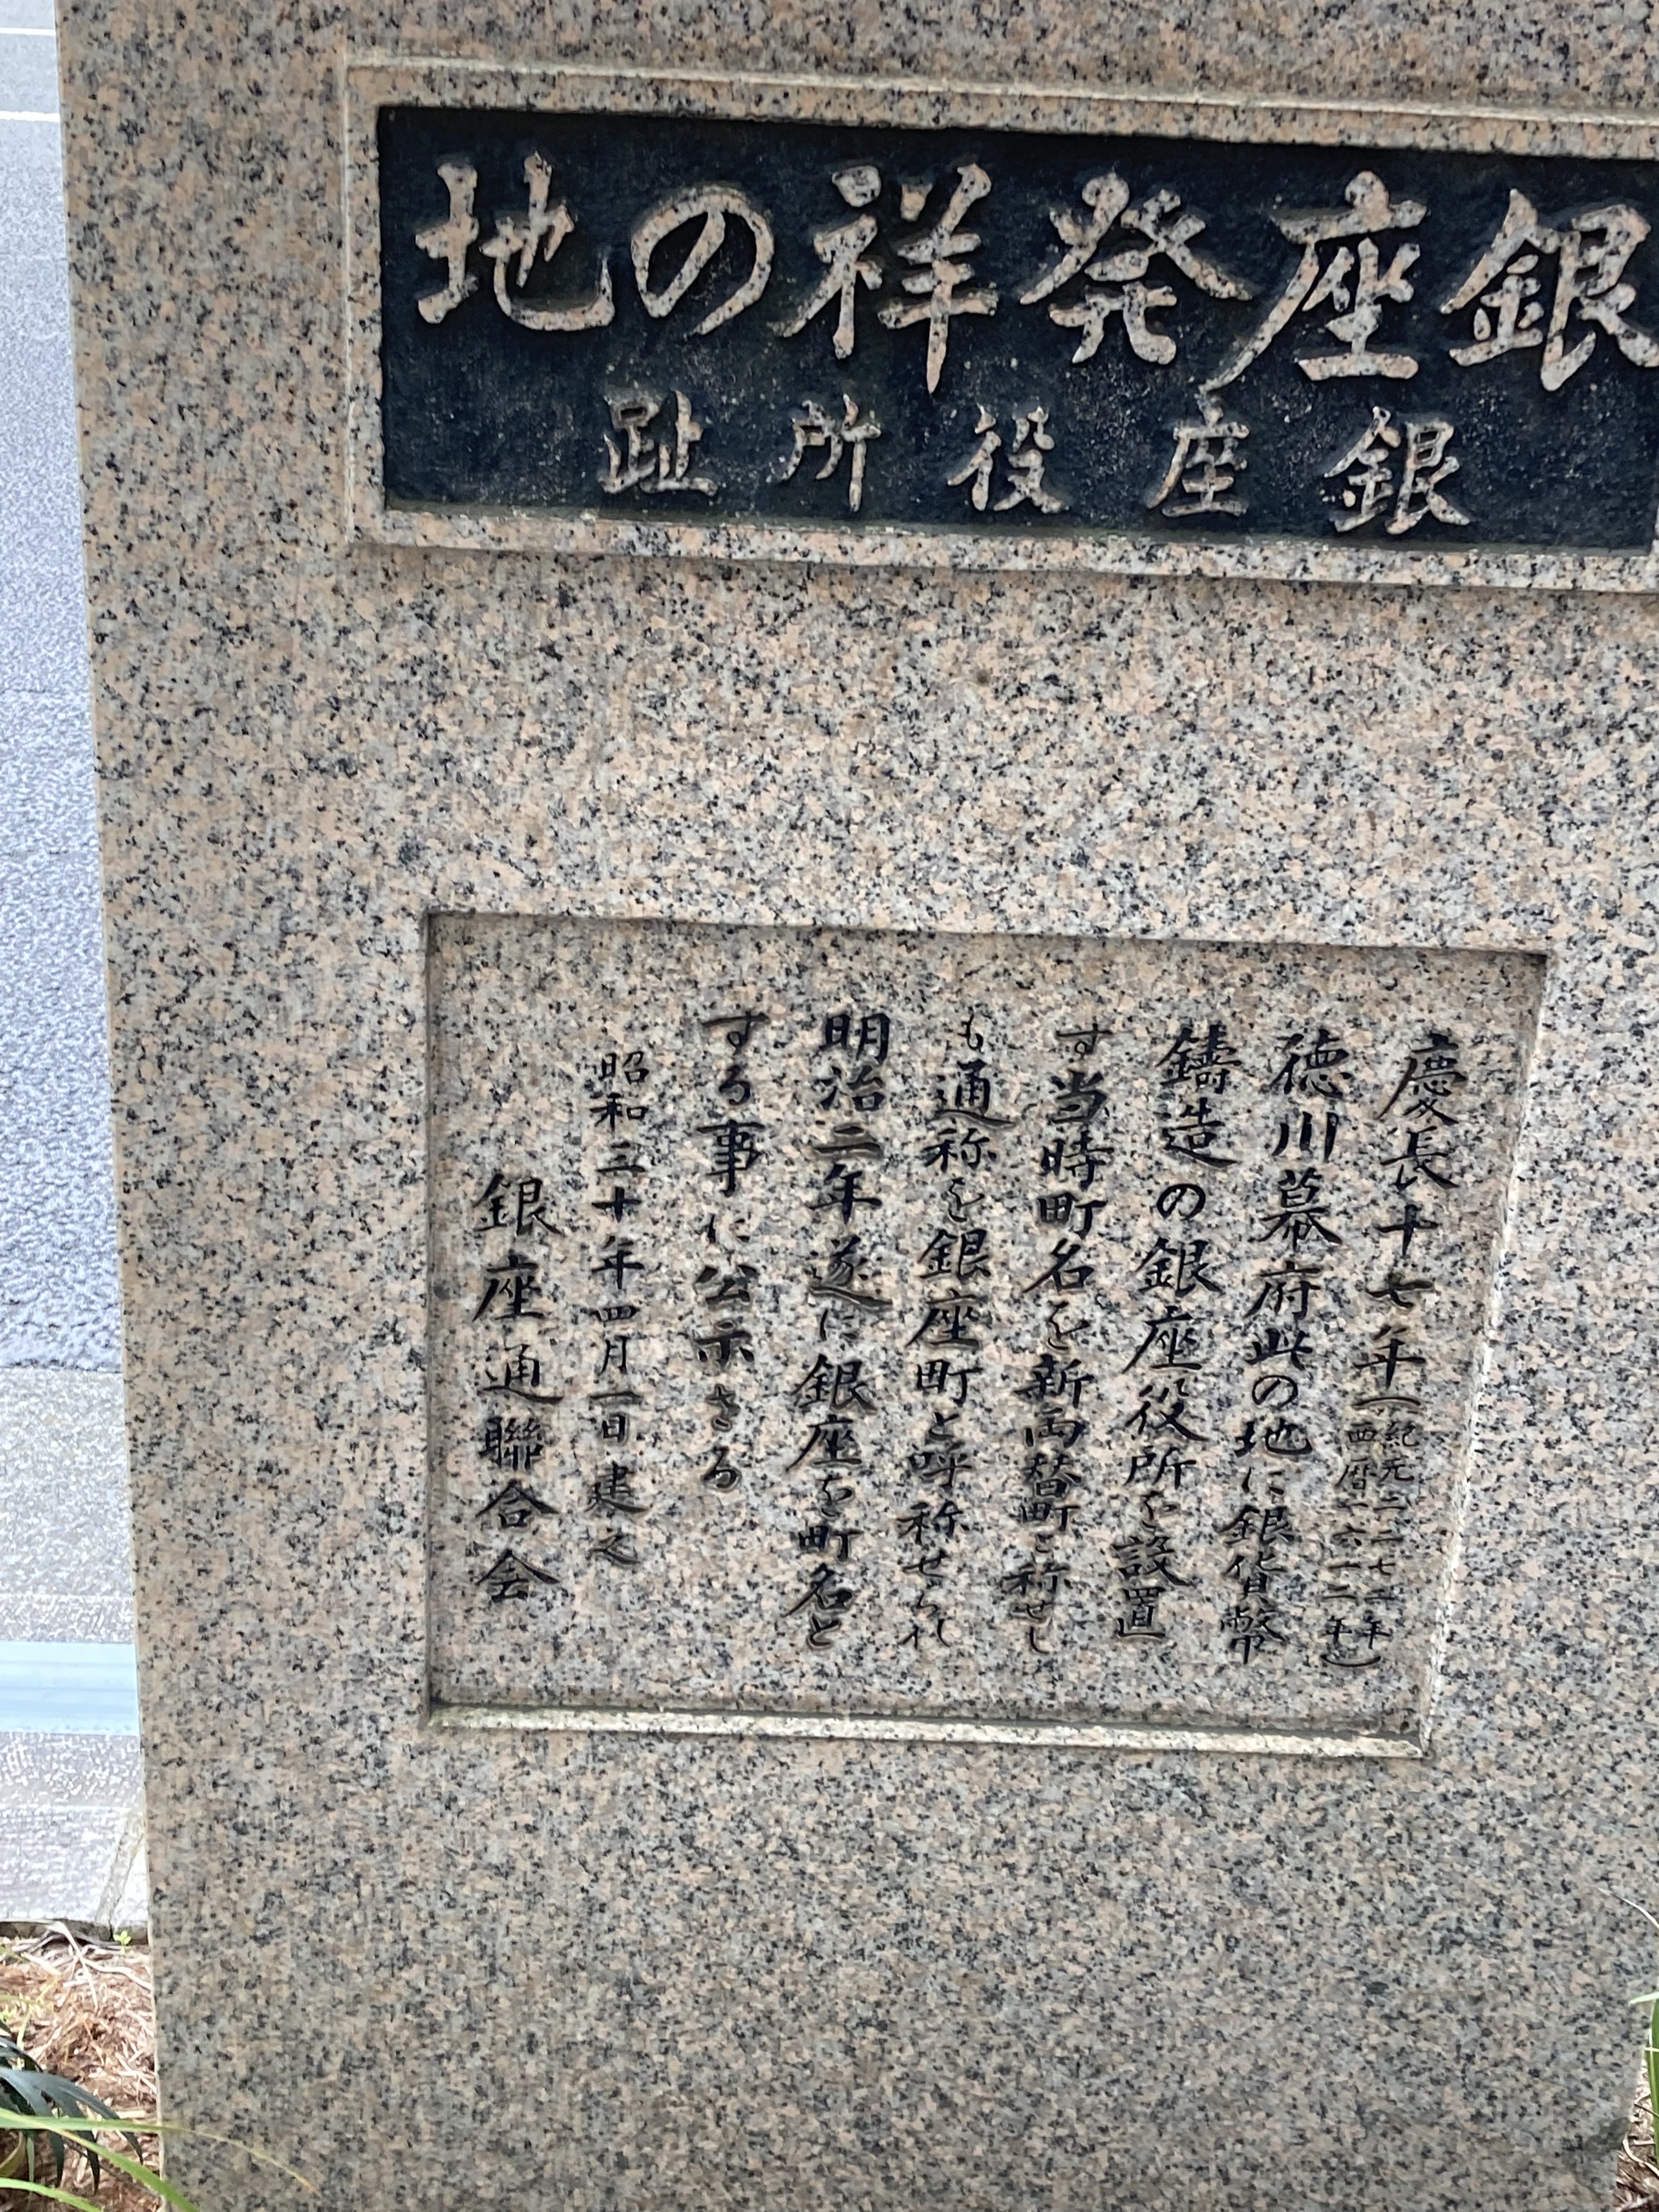 銀座発祥の地
銀座役所趾
慶長十七年(紀元二二七二年 西暦一六一二年)
徳川幕府此の地に銀貨幣
鋳造の銀座役所を設置
す当時町名を新両替町と称せし
も通称を銀座町と呼称せられ
明治二年遂に銀座を町名と
する事に公示さる
昭和三十年四月一日建之
銀座通聯合会